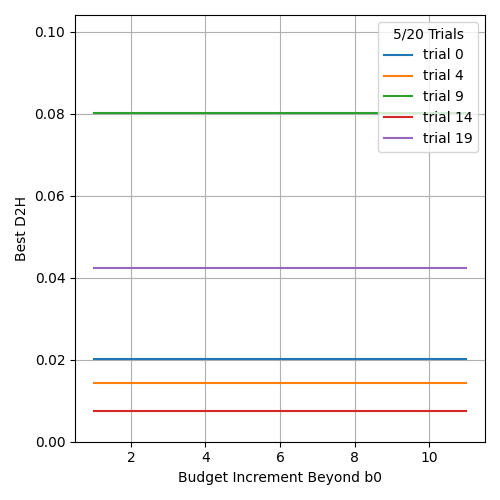 5/20 Trials
trial 0
trial 4
trial 9
trial 14
trial 19
0.10
0.08
0.06
0.04
0.02
0.00
Best D2H
2 4 6 8 10
Budget Increment Beyond b0